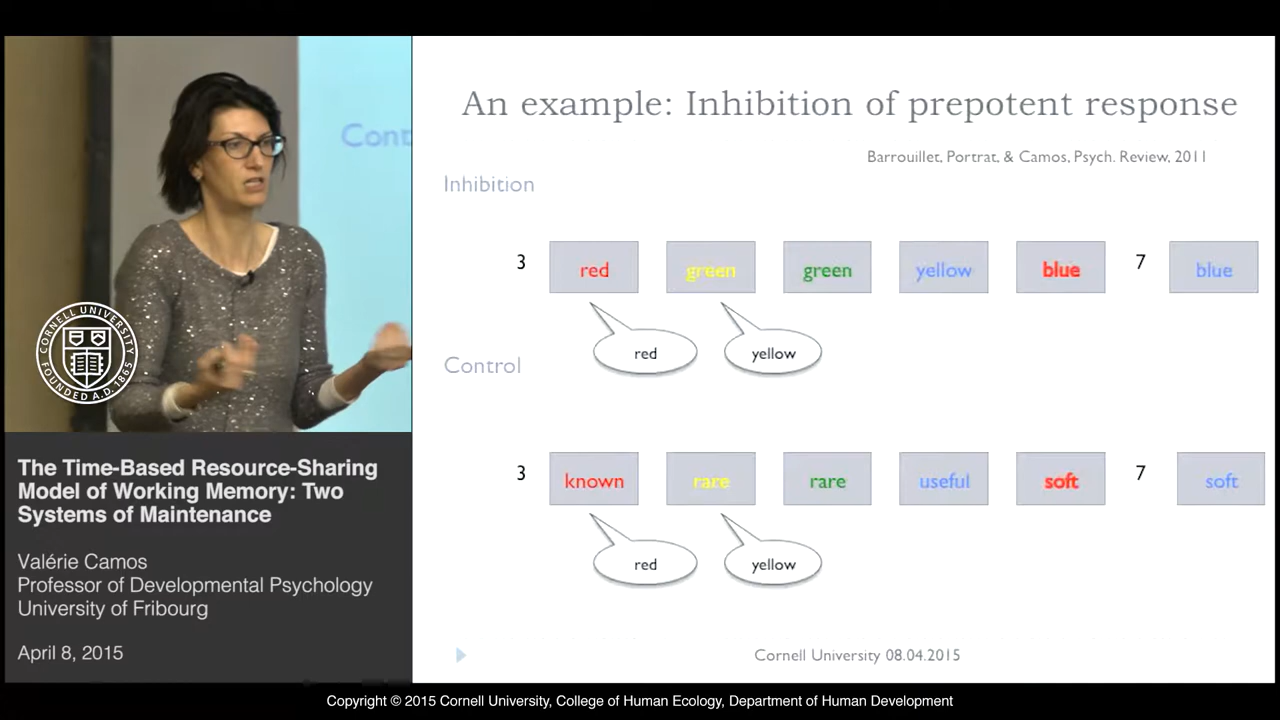 Cont
An example: Inhibition of prepotent response
Barrouillet, Portrat, & Camos, Psych. Review, 2011
Inhibition
3 red green green yellow blue 7 blue
red yellow
Control
3 known rare rare useful soft 7 soft
red yellow
Cornell University 08.04.2015
CORNELL UNIVERSITY
FOUNDED A.D. 1865
The Time-Based Resource-Sharing
Model of Working Memory: Two
Systems of Maintenance
Valérie Camos
Professor of Developmental Psychology
University of Fribourg
April 8, 2015
Copyright © 2015 Cornell University, College of Human Ecology, Department of Human Development